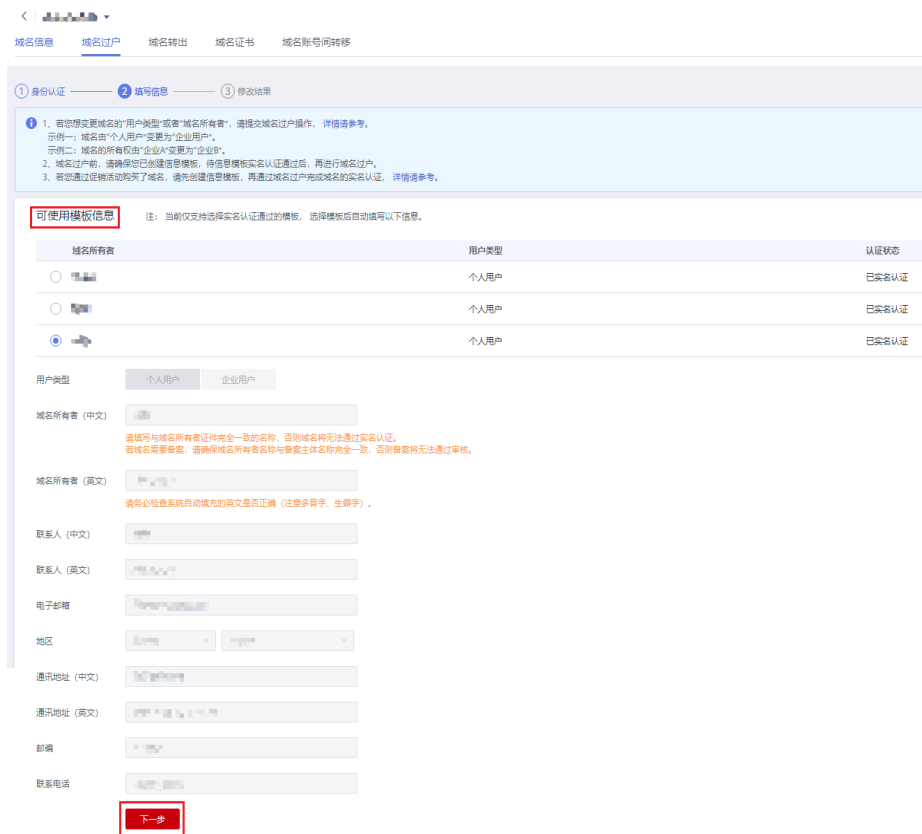 域名信息 域名过户 域名转出 域名证书 域名账号间转移
1 身份认证 2 填写信息 3 修改结果
1、若您想变更域名的"用户类型"或者"域名所有者"，请提交域名过户操作， 详情请参考。
示例一：域名由"个人用户"变更为"企业用户"。
示例二：域名的所有权由"企业A"变更为"企业B"。
2、域名过户前，请确保您已创建信息模板，待信息模板实名认证通过后，再进行域名过户。
3、若您通过促销活动购买了域名，请先创建信息模板，再通过域名过户完成域名的实名认证， 详情请参考。
可使用模板信息 注： 当前仅支持选择实名认证通过的模板， 选择模板后自动填写以下信息。
域名所有者 用户类型 认证状态
个人用户 已实名认证
个人用户 已实名认证
个人用户 已实名认证
用户类型 个人用户 企业用户
域名所有者（中文）
请填写与域名所有者证件完全一致的名称，否则域名将无法通过实名认证。
若域名需要备案，请确保域名所有者名称与备案主体名称完全一致，否则备案将无法通过审核。
域名所有者（英文）
请务必检查系统自动填充的英文是否正确（注意多音字、生僻字）.
联系人（中文）
联系人（英文）
电子邮箱
地区
通讯地址（中文）
通讯地址（英文）
邮编
联系电话
下一步